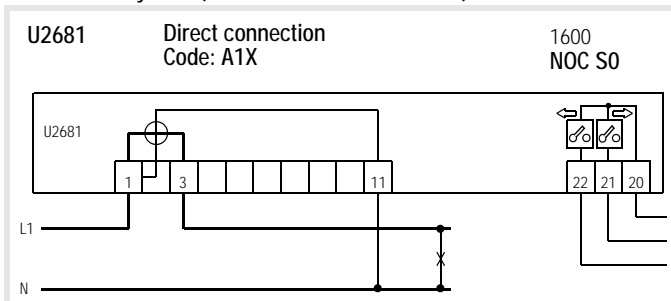 U2681
Direct connection
Code: A1X
1600
NOC S0
U2681
1 3 11 22 21 20
L1
N